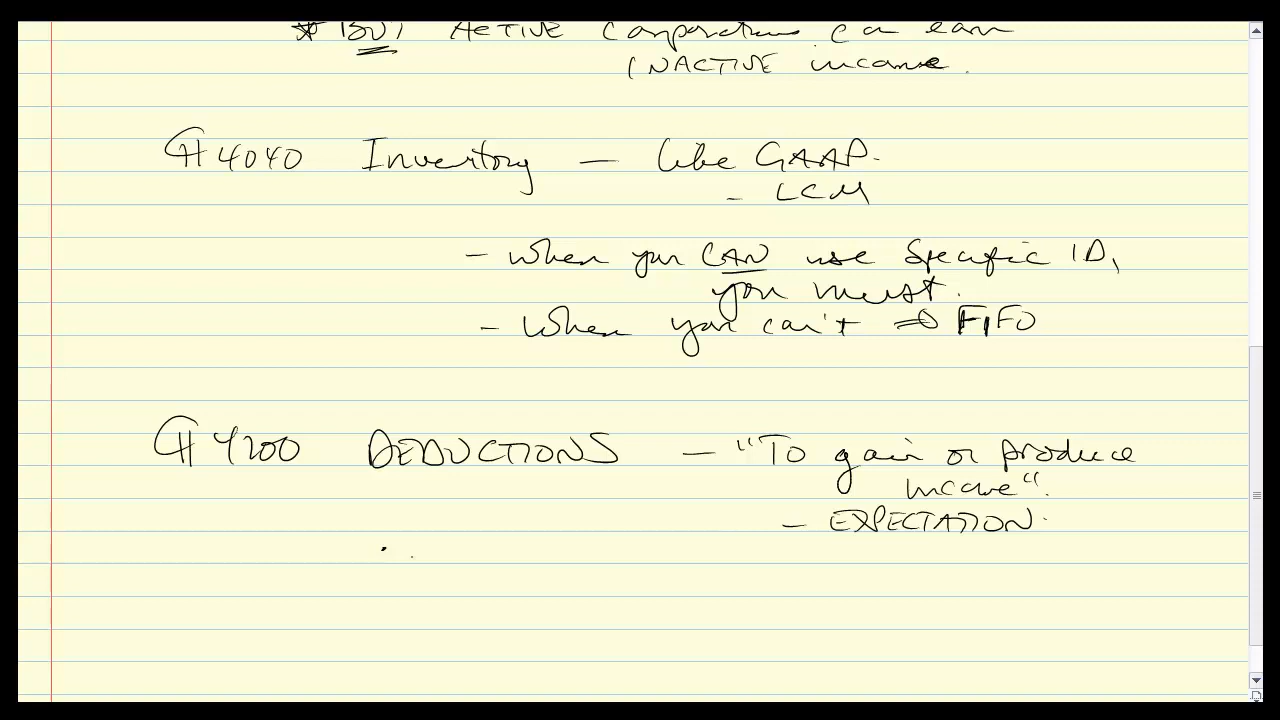 * BUT ACTIVE Corporations can earn
INACTIVE income.
¶ 4040 Inventory — like GAAP.
- LCM
- When you CAN use Specific ID,
you must.
- When you can't ⇒ FIFO
¶ 4200 DEDUCTIONS — "To gain or produce
income".
- EXPECTATION.